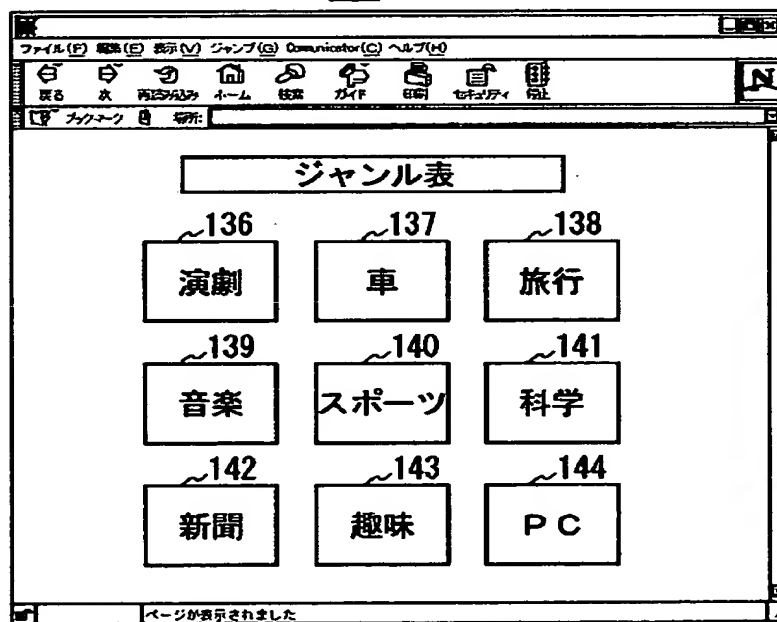 ファイル(F) 編集(E) 表示(V) ジャンプ(G) Comunicator(C) ヘルプ(H)
戻る 次 再読み込み ホーム 検索 ガイド 印刷 セキュリティ 停止
N
ブックマーク 場所:
ジャンル表
136 137 138
演劇 車 旅行
139 140 141
音楽 スポーツ 科学
142 143 144
新聞 趣味 PC
ページが表示されました